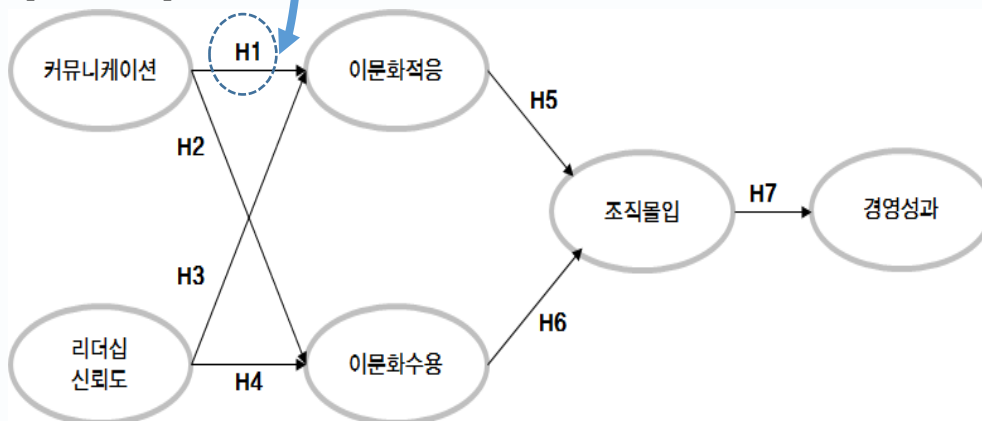 H1
커뮤니케이션
이문화적응
H5
H2
조직몰입
H7
경영성과
H3
H6
리더십
신뢰도
이문화수용
H4